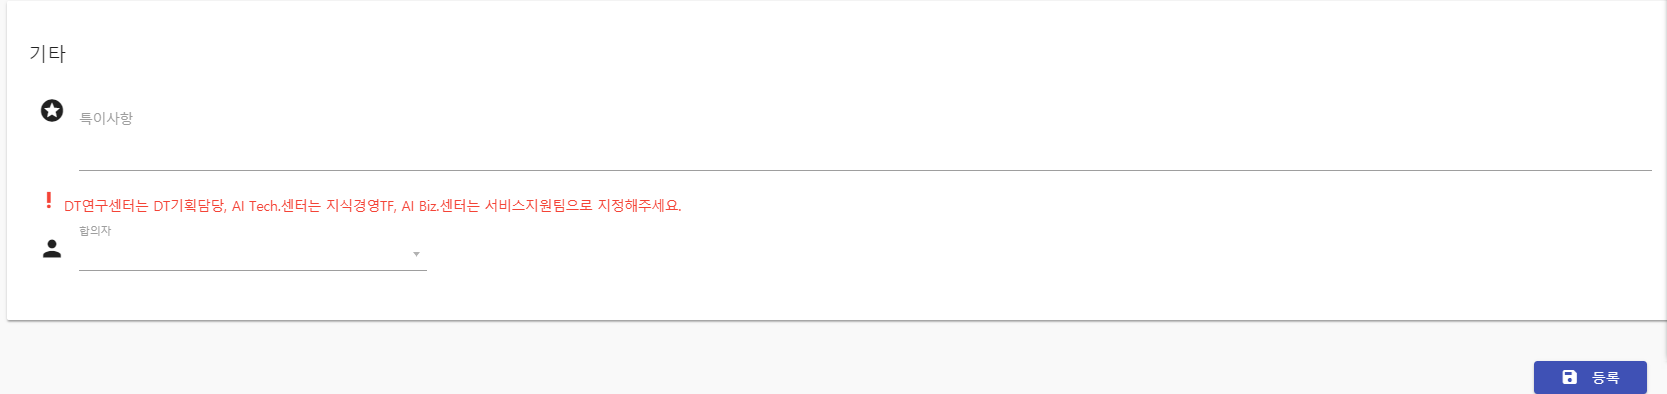 기타
특이사항
DT연구센터는 DT기획담당, AI Tech.센터는 지식경영TF, AI Biz.센터는 서비스지원팀으로 지정해주세요.
합의자
등록